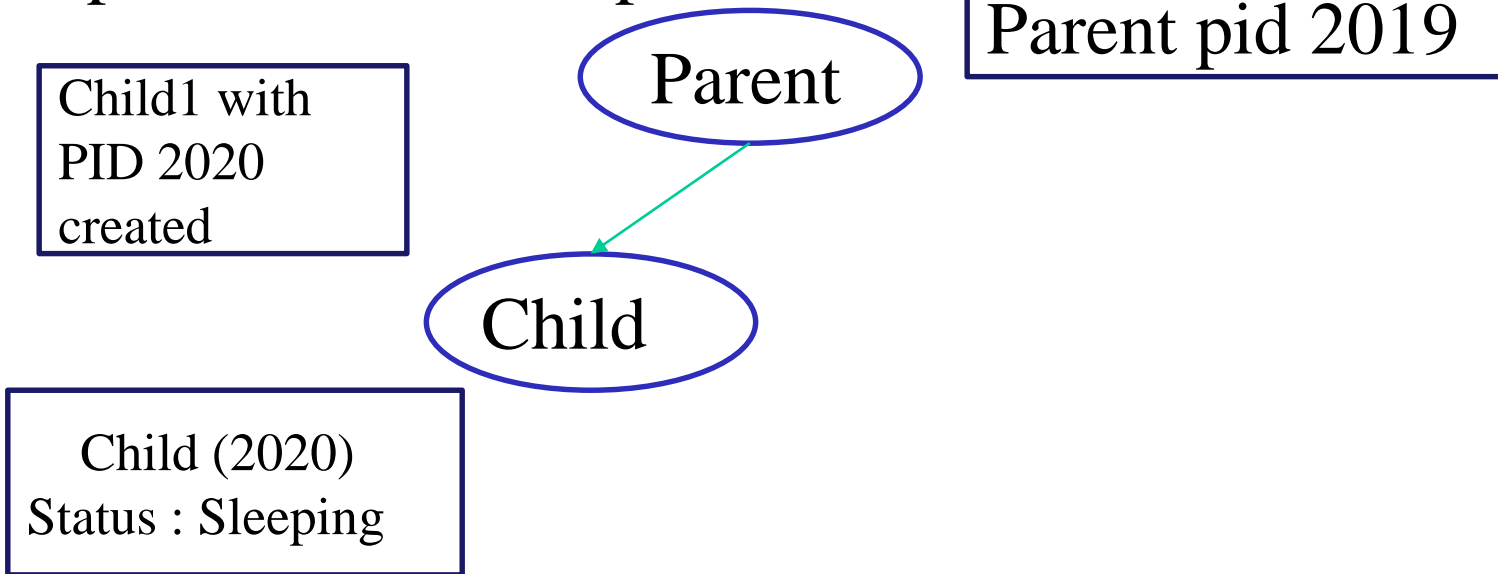 Parent pid 2019
Parent
Child1 with
PID 2020
created
Child
Child (2020)
Status : Sleeping